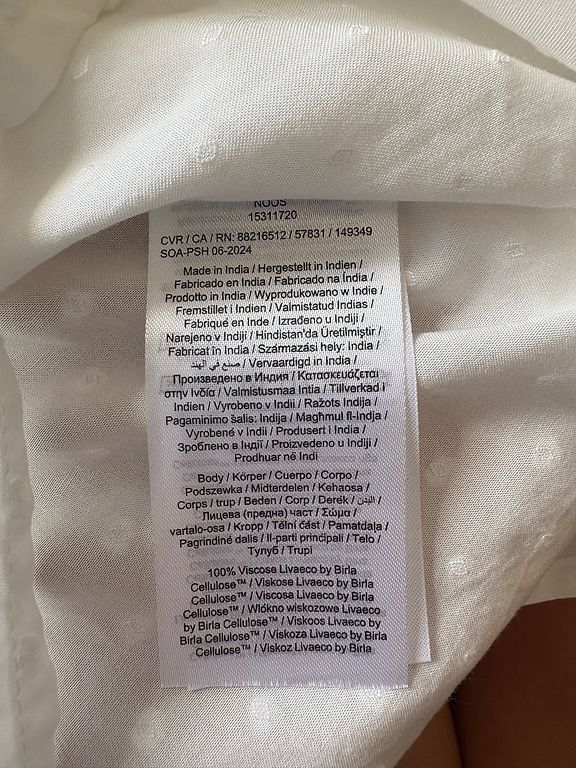 NOOS
15311720
CVR / CA / RN: 88216512 / 57831 / 149349
SOA-PSH 06-2024
Made in India / Hergestellt in Indien /
Fabricado en India / Fabricado na Índia /
Prodotto in India / Wyprodukowano w Indie /
Fremstillet i Indien / Valmistatud Indias /
Fabriqué en Inde / Izrađeno u Indiji /
Narejeno v Indiji / Hindistan'da Üretilmiştir /
Fabricat în India / Származási hely: India /
صنع في الهند / Vervaardigd in India /
Произведено в Индия / Κατασκευάζεται
στην Ινδία / Valmistusmaa Intia / Tillverkad i
Indien / Vyrobeno v Indii / Ražots Indija /
Pagaminimo šalis: Indija / Magħmul fl-Indja /
Vyrobené v Indii / Produsert i India /
Зроблено в Індії / Proizvedeno u Indiji /
Prodhuar në Indi
Body / Körper / Cuerpo / Corpo /
Podszewka / Midterdelen / Kehaosa /
Corps / trup / Beden / Corp / Derék / البدن /
Лицева (предна) част / Σώμα /
vartalo-osa / Kropp / Tělní část / Pamatdaļa /
Pagrindinė dalis / Il-parti prinċipali / Telo /
Тулуб / Trupi
100% Viscose Livaeco by Birla
Cellulose™ / Viskose Livaeco by Birla
Cellulose™ / Viscosa Livaeco by Birla
Cellulose™ / Włókno wiskozowe Livaeco
by Birla Cellulose™ / Viskoos Livaeco by
Birla Cellulose™ / Viskoza Livaeco by Birla
Cellulose™ / Viskoz Livaeco by Birla